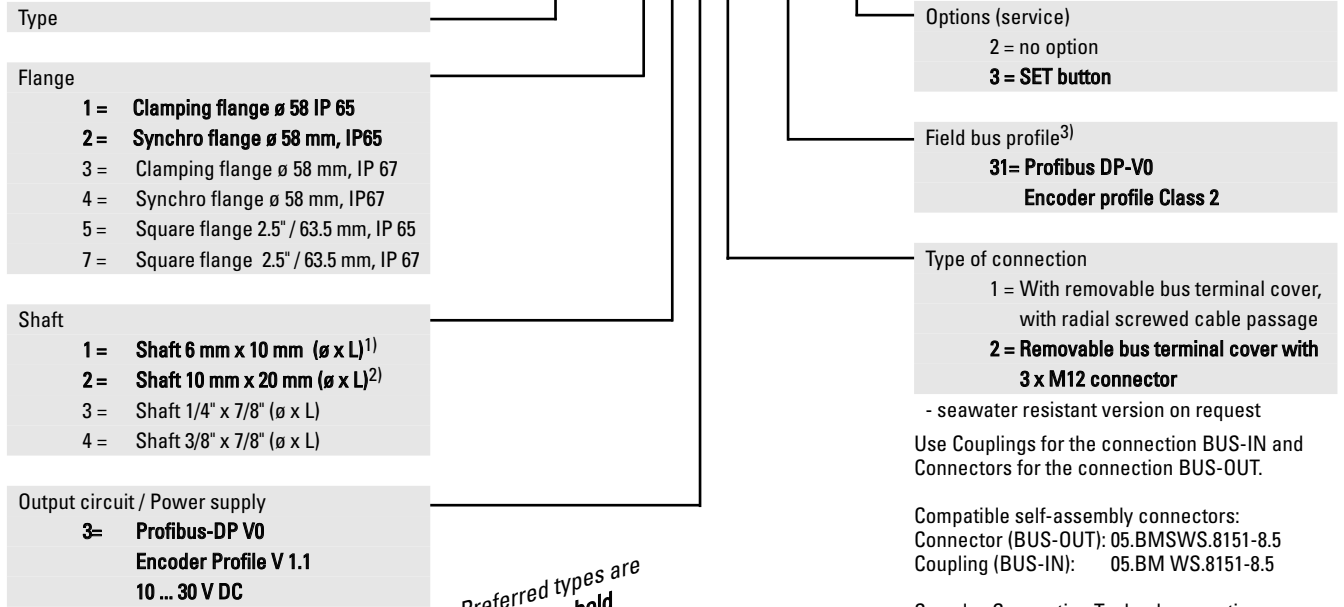 Type
Flange
1 = Clamping flange ø 58 IP 65
2 = Synchro flange ø 58 mm, IP65
3 = Clamping flange ø 58 mm, IP 67
4 = Synchro flange ø 58 mm, IP67
5 = Square flange 2.5" / 63.5 mm, IP 65
7 = Square flange 2.5" / 63.5 mm, IP 67
Shaft
1 = Shaft 6 mm x 10 mm (ø x L)1)
2 = Shaft 10 mm x 20 mm (ø x L)2)
3 = Shaft 1/4" x 7/8" (ø x L)
4 = Shaft 3/8" x 7/8" (ø x L)
Output circuit / Power supply
3= Profibus-DP V0
Encoder Profile V 1.1
10 ... 30 V DC
Preferred types are
bold
Options (service)
2 = no option
3 = SET button
Field bus profile3)
31= Profibus DP-V0
Encoder profile Class 2
Type of connection
1 = With removable bus terminal cover,
with radial screwed cable passage
2 = Removable bus terminal cover with
3 x M12 connector
- seawater resistant version on request
Use Couplings for the connection BUS-IN and
Connectors for the connection BUS-OUT.
Compatible self-assembly connectors:
Connector (BUS-OUT): 05.BMSWS.8151-8.5
Coupling (BUS-IN): 05.BM WS.8151-8.5